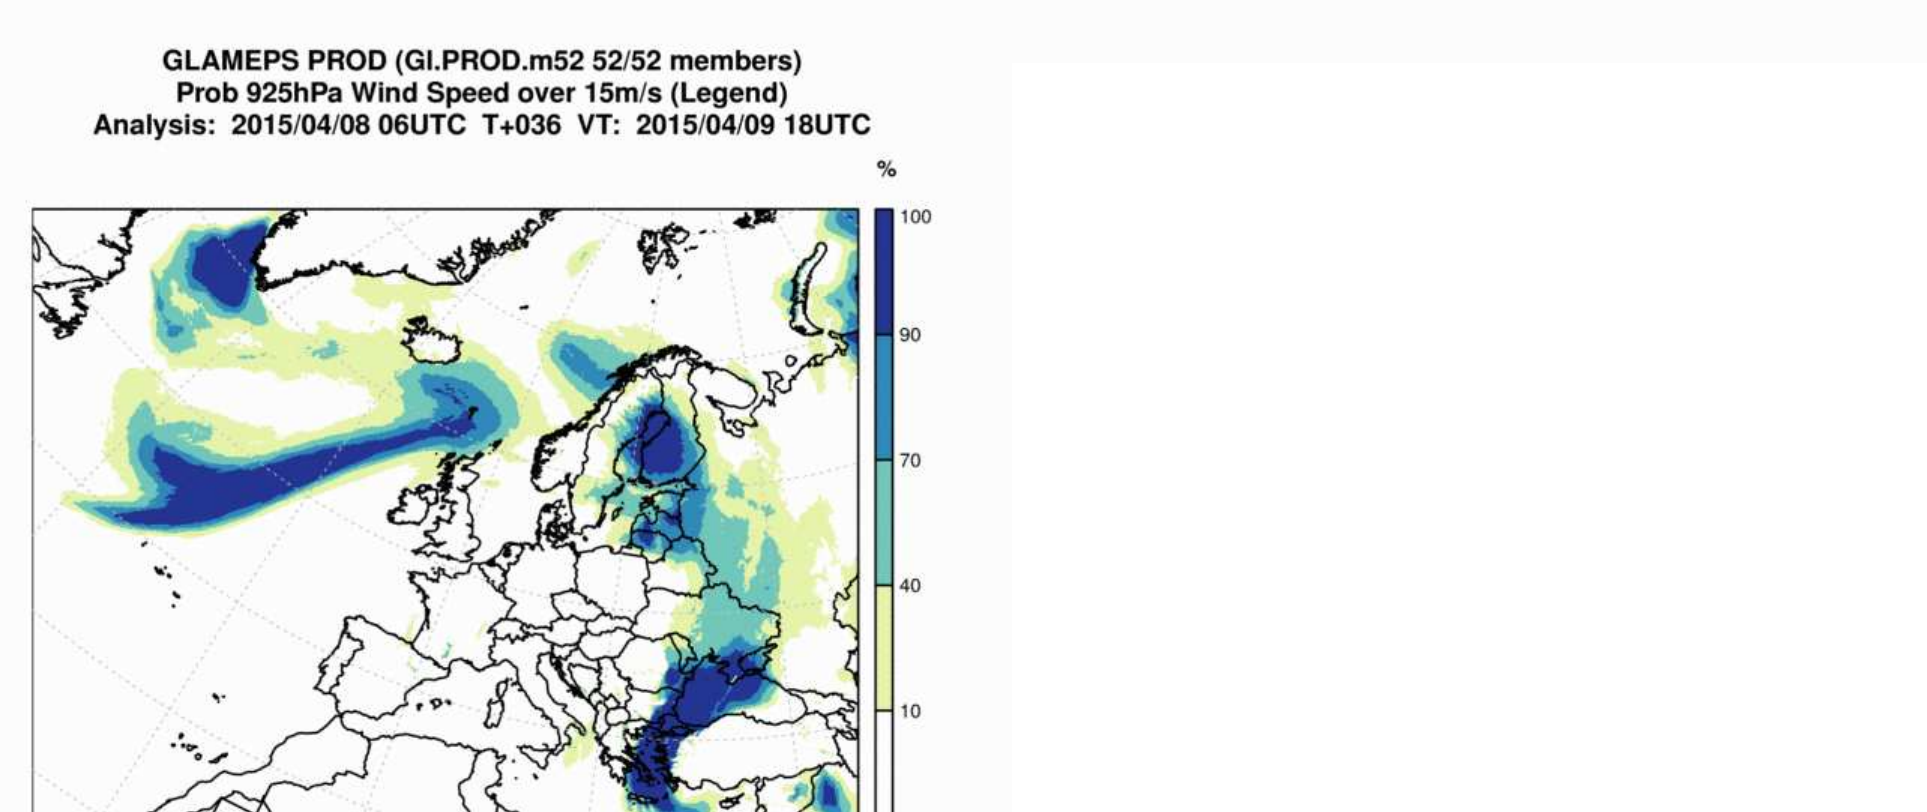 GLAMEPS PROD (GI.PROD.m52 52/52 members)
Prob 925hPa Wind Speed over 15m/s (Legend)
Analysis: 2015/04/08 06UTC T+036 VT: 2015/04/09 18UTC
%
100
90
70
40
10